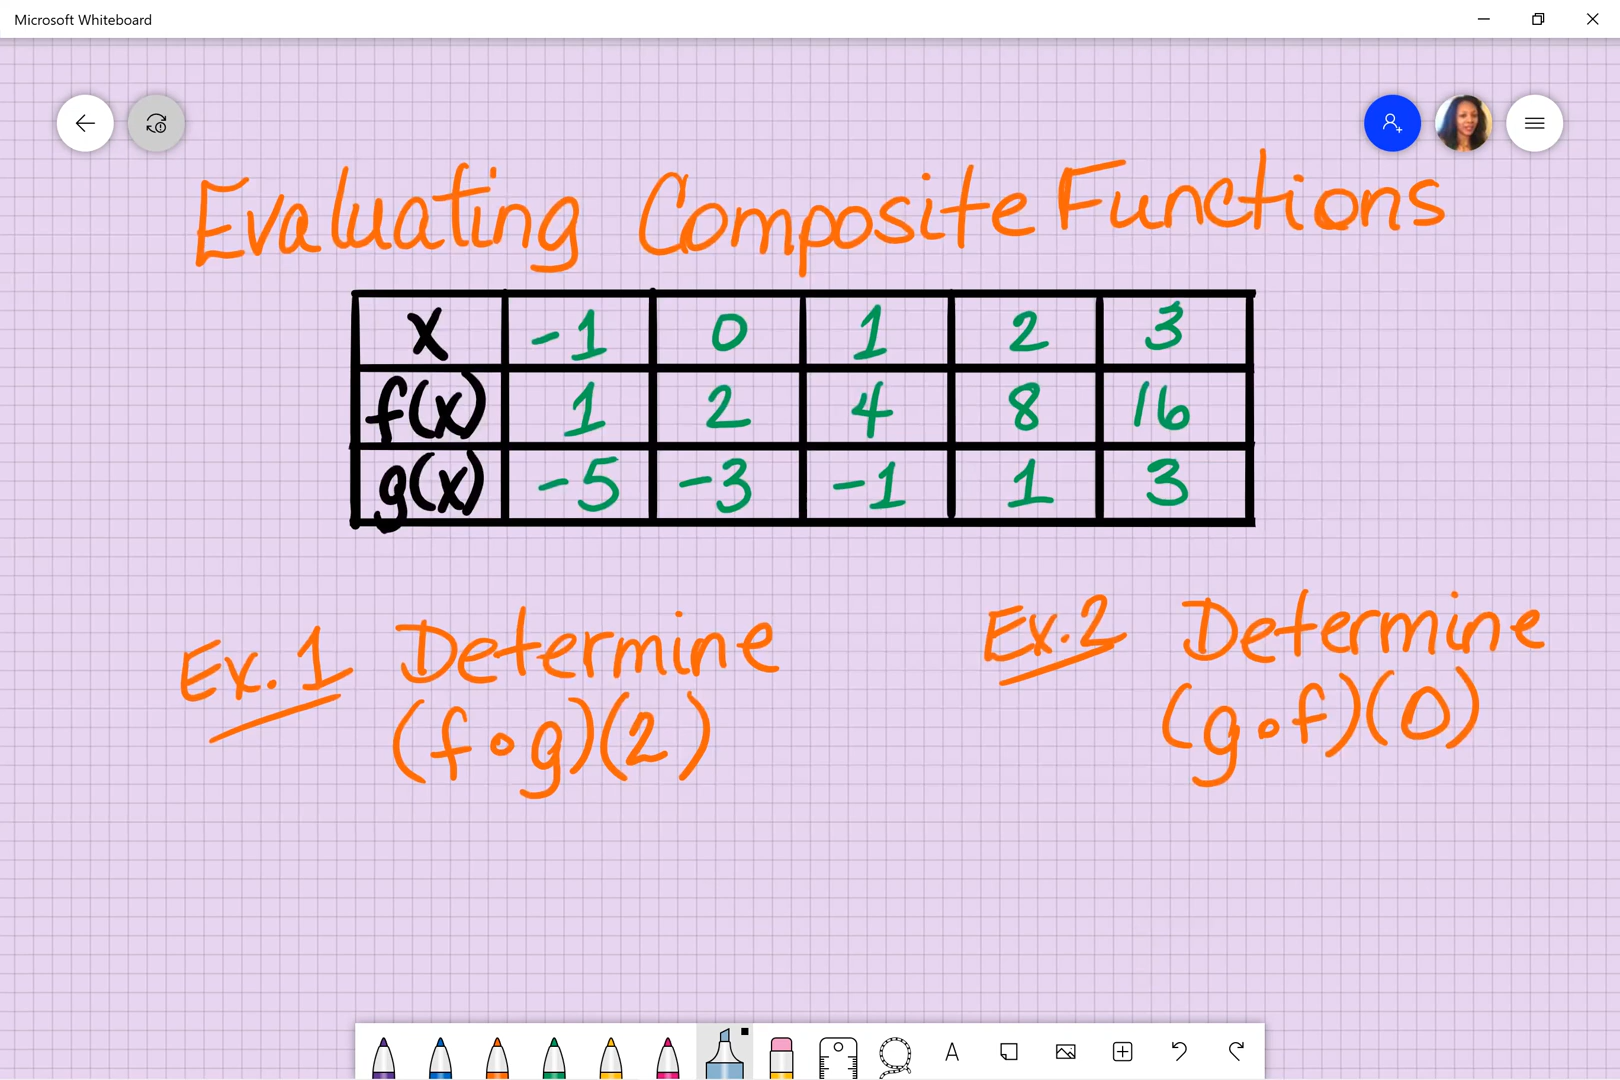 Microsoft Whiteboard
Evaluating Composite Functions
x -1 0 1 2 3
f(x) 1 2 4 8 16
g(x) -5 -3 -1 1 3
Ex. 1 Determine
(f∘g)(2)
Ex. 2 Determine
(g∘f)(0)
A